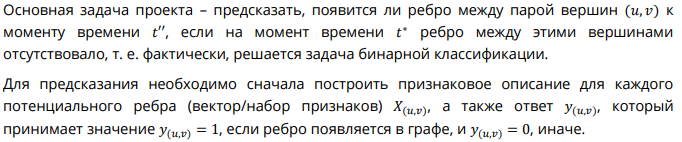 Основная задача проекта – предсказать, появится ли ребро между парой вершин (u, v) к
моменту времени t′′, если на момент времени t* ребро между этими вершинами
отсутствовало, т. е. фактически, решается задача бинарной классификации.
Для предсказания необходимо сначала построить признаковое описание для каждого
потенциального ребра (вектор/набор признаков) X₍u,v₎, а также ответ y₍u,v₎, который
принимает значение y₍u,v₎ = 1, если ребро появляется в графе, и y₍u,v₎ = 0, иначе.